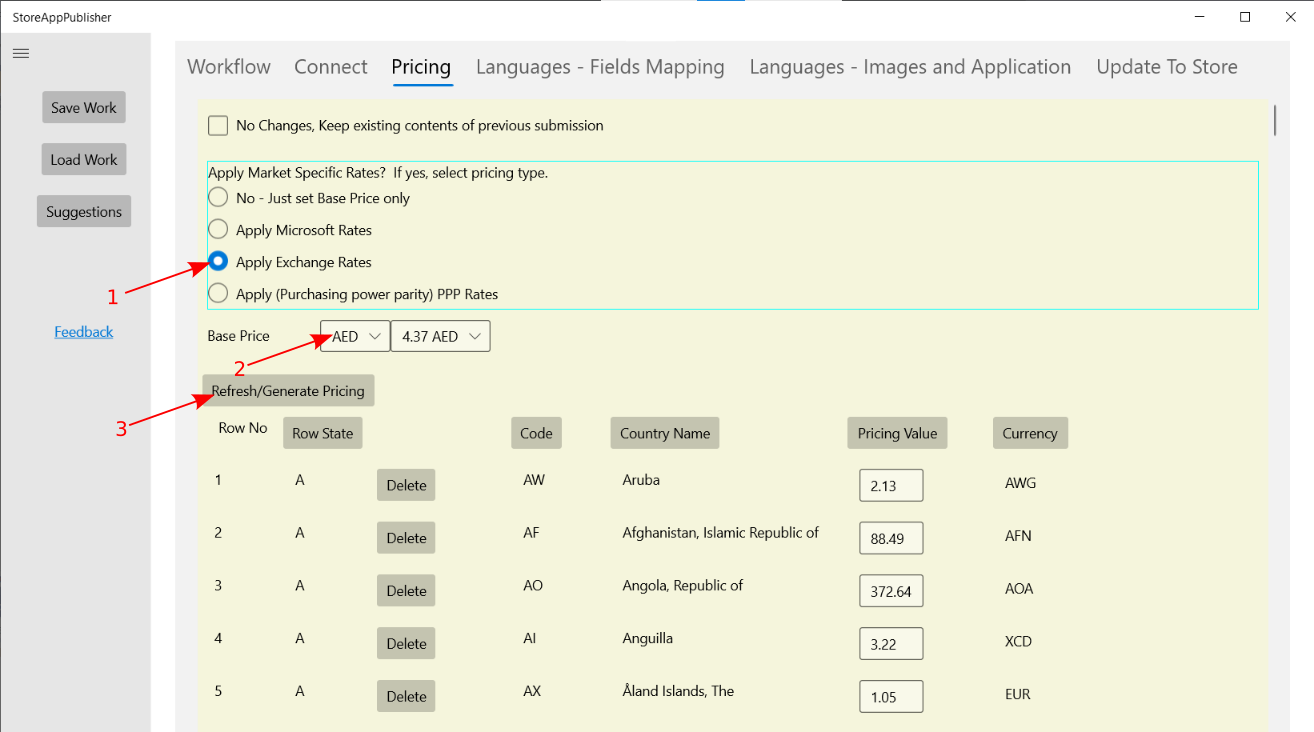 StoreAppPublisher
Workflow Connect Pricing Languages - Fields Mapping Languages - Images and Application Update To Store
Save Work
Load Work
Suggestions
Feedback
No Changes, Keep existing contents of previous submission
Apply Market Specific Rates? If yes, select pricing type.
No - Just set Base Price only
Apply Microsoft Rates
Apply Exchange Rates
1
Apply (Purchasing power parity) PPP Rates
Base Price AED 4.37 AED
2
Refresh/Generate Pricing
3
Row No Row State Code Country Name Pricing Value Currency
1 A Delete AW Aruba 2.13 AWG
2 A Delete AF Afghanistan, Islamic Republic of 88.49 AFN
3 A Delete AO Angola, Republic of 372.64 AOA
4 A Delete AI Anguilla 3.22 XCD
5 A Delete AX Åland Islands, The 1.05 EUR